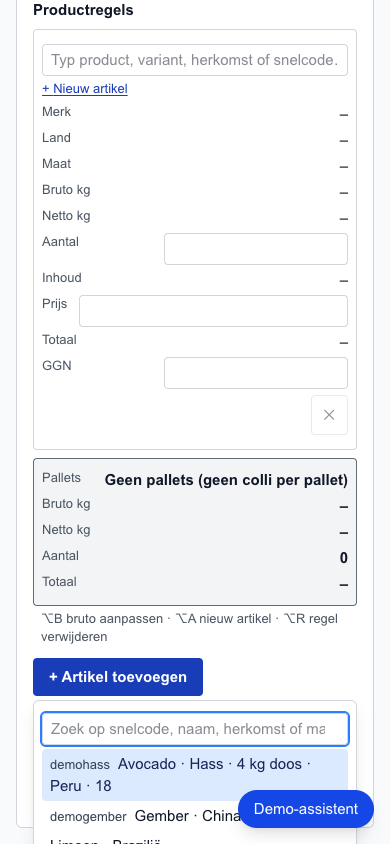 Productregels
Typ product, variant, herkomst of snelcode.
+ Nieuw artikel
Merk –
Land –
Maat –
Bruto kg –
Netto kg –
Aantal
Inhoud –
Prijs
Totaal –
GGN
Pallets Geen pallets (geen colli per pallet)
Bruto kg –
Netto kg –
Aantal 0
Totaal –
⌥B bruto aanpassen · ⌥A nieuw artikel · ⌥R regel
verwijderen
+ Artikel toevoegen
Zoek op snelcode, naam, herkomst of ma
demohass Avocado · Hass · 4 kg doos ·
Peru · 18
demogember Gember · China
Demo-assistent